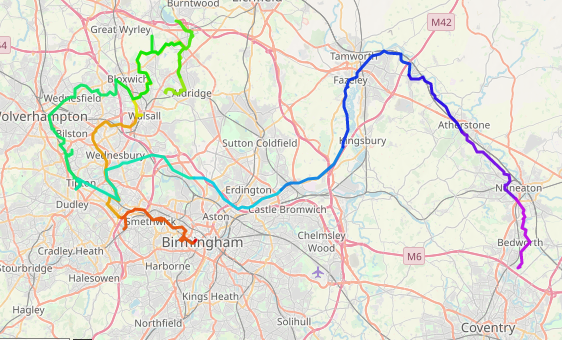 Burntwood
Great Wyrley
M42
Tamworth
Fazeley
Bloxwich
Aldridge
Wednesfield
Wolverhampton
Walsall
Atherstone
Bilston
Sutton Coldfield
Kingsbury
Wednesbury
Tipton
Erdington
Nuneaton
Dudley
Castle Bromwich
Smethwick
Aston
Chelmsley
Wood
Birmingham
Bedworth
Cradley Heath
M6
Stourbridge
Harborne
Halesowen
Kings Heath
Hagley
Northfield
Solihull
Coventry